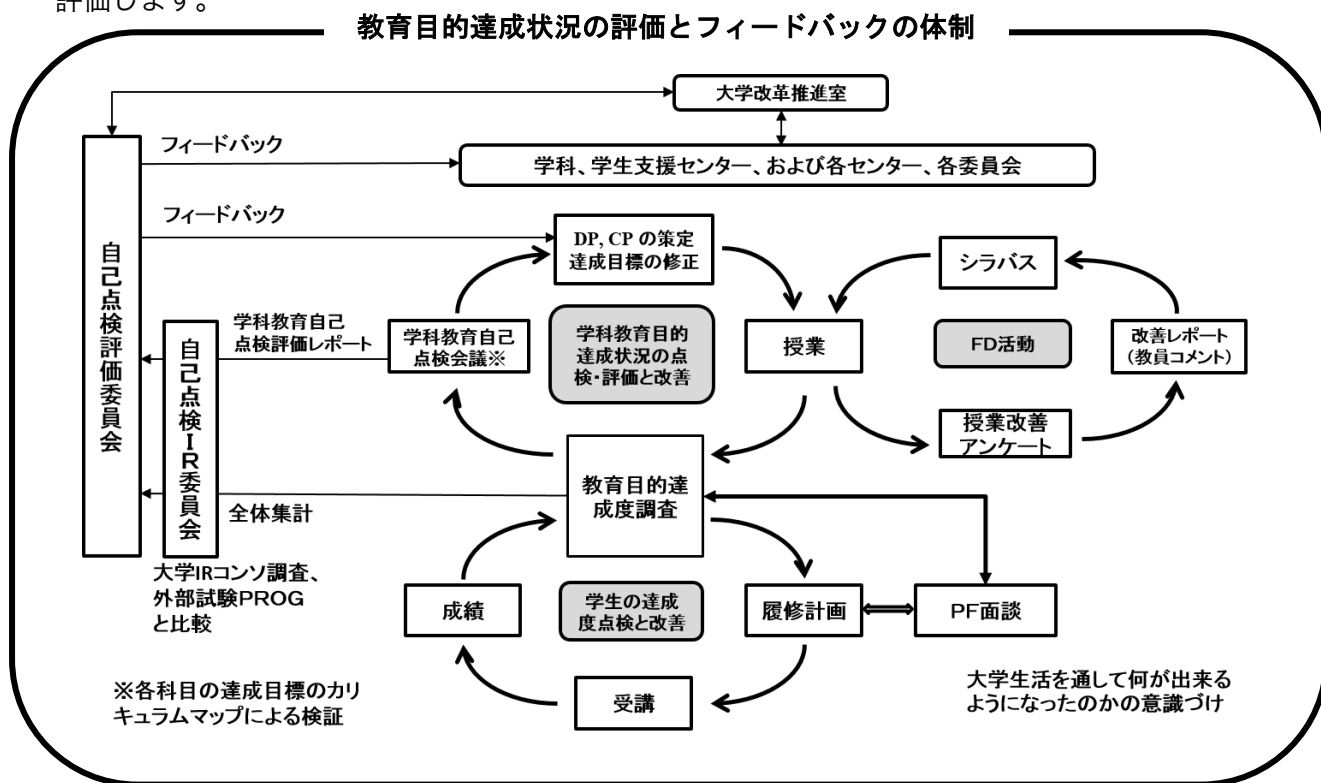 評価します。
教育目的達成状況の評価とフィードバックの体制
大学改革推進室
フィードバック
学科、学生支援センター、および各センター、各委員会
フィードバック
DP, CP の策定
達成目標の修正
シラバス
自己点検評価委員会
学科教育自己
点検評価レポート
自己点検IR委員会
学科教育自己
点検会議※
学科教育目的
達成状況の点
検・評価と改善
授業
FD活動
改善レポート
(教員コメント)
授業改善
アンケート
教育目的達
成度調査
全体集計
大学IRコンソ調査、
外部試験PROG
と比較
成績
学生の達成
度点検と改善
履修計画
PF面談
受講
※各科目の達成目標のカリ
キュラムマップによる検証
大学生活を通して何が出来る
ようになったのかの意識づけ